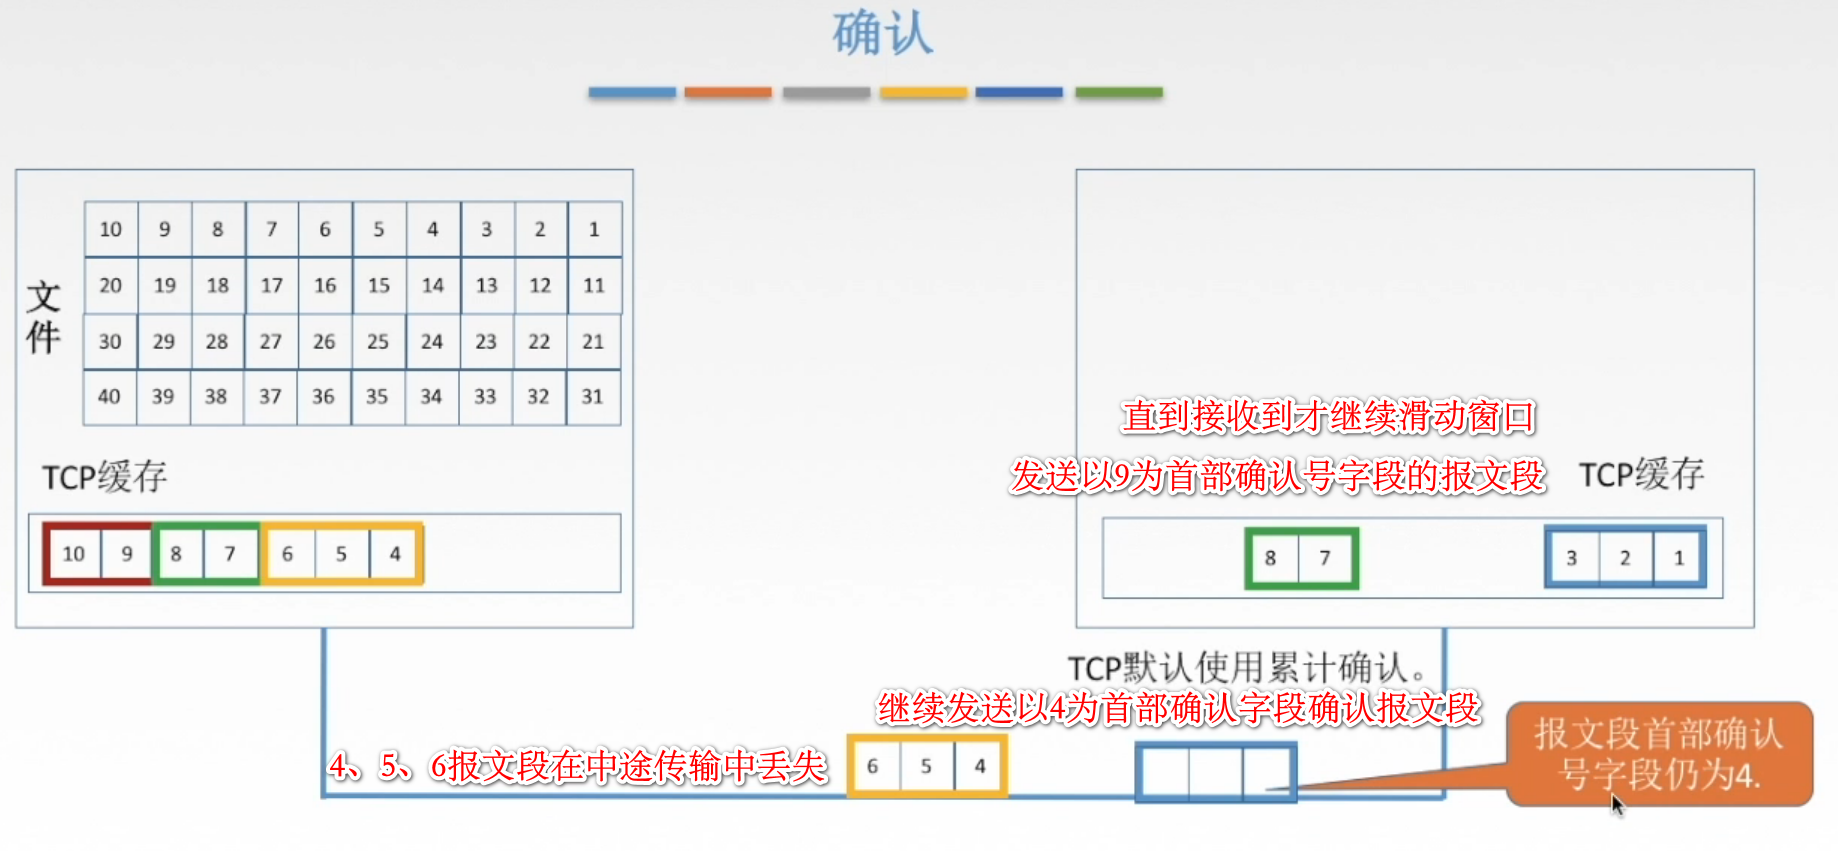 确认
10 9 8 7 6 5 4 3 2 1
20 19 18 17 16 15 14 13 12 11
30 29 28 27 26 25 24 23 22 21
40 39 38 37 36 35 34 33 32 31
文件
TCP缓存
10 9 8 7 6 5 4
直到接收到才继续滑动窗口
发送以9为首部确认号字段的报文段
TCP缓存
8 7
3 2 1
TCP默认使用累计确认。
继续发送以4为首部确认字段确认报文段
4、5、6报文段在中途传输中丢失
6 5 4
报文段首部确认
号字段仍为4.